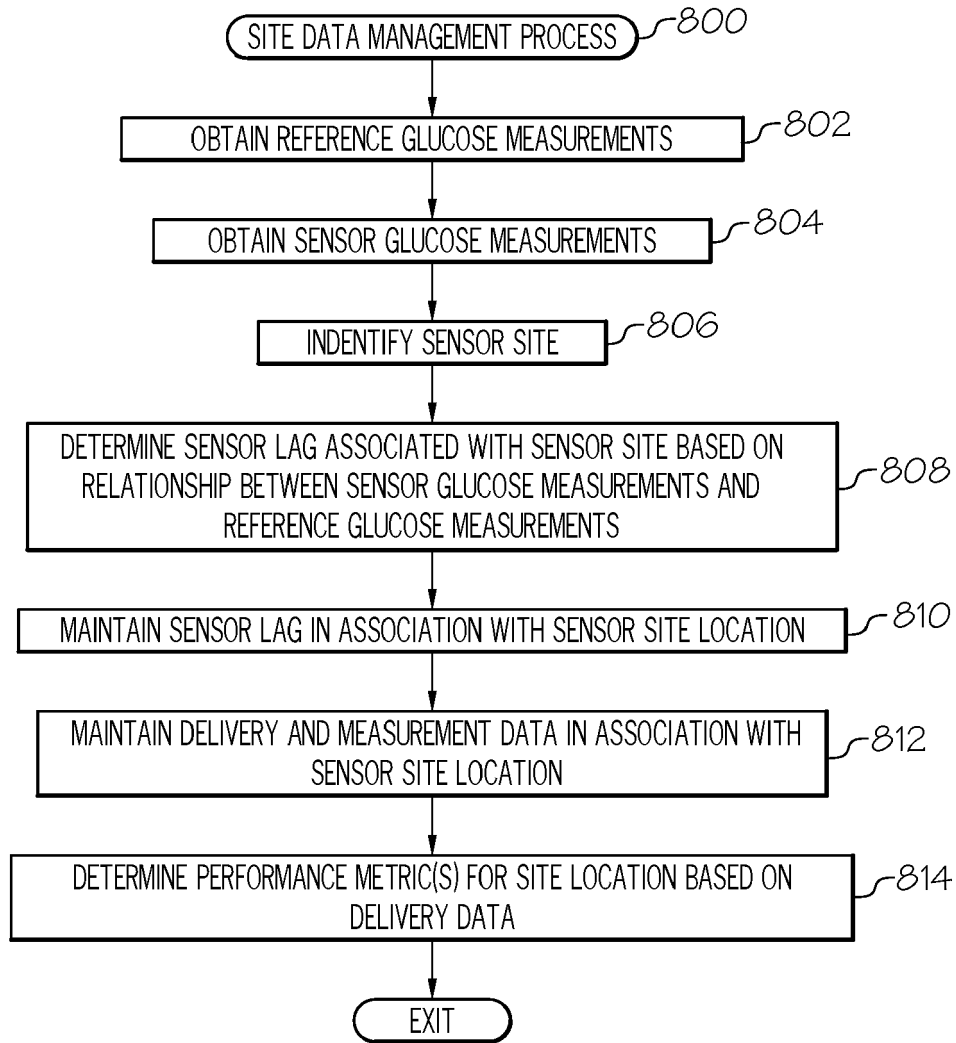 SITE DATA MANAGEMENT PROCESS
800
OBTAIN REFERENCE GLUCOSE MEASUREMENTS
802
OBTAIN SENSOR GLUCOSE MEASUREMENTS
804
INDENTIFY SENSOR SITE
806
DETERMINE SENSOR LAG ASSOCIATED WITH SENSOR SITE BASED ON
RELATIONSHIP BETWEEN SENSOR GLUCOSE MEASUREMENTS AND
REFERENCE GLUCOSE MEASUREMENTS
808
MAINTAIN SENSOR LAG IN ASSOCIATION WITH SENSOR SITE LOCATION
810
MAINTAIN DELIVERY AND MEASUREMENT DATA IN ASSOCIATION WITH
SENSOR SITE LOCATION
812
DETERMINE PERFORMANCE METRIC(S) FOR SITE LOCATION BASED ON
DELIVERY DATA
814
EXIT